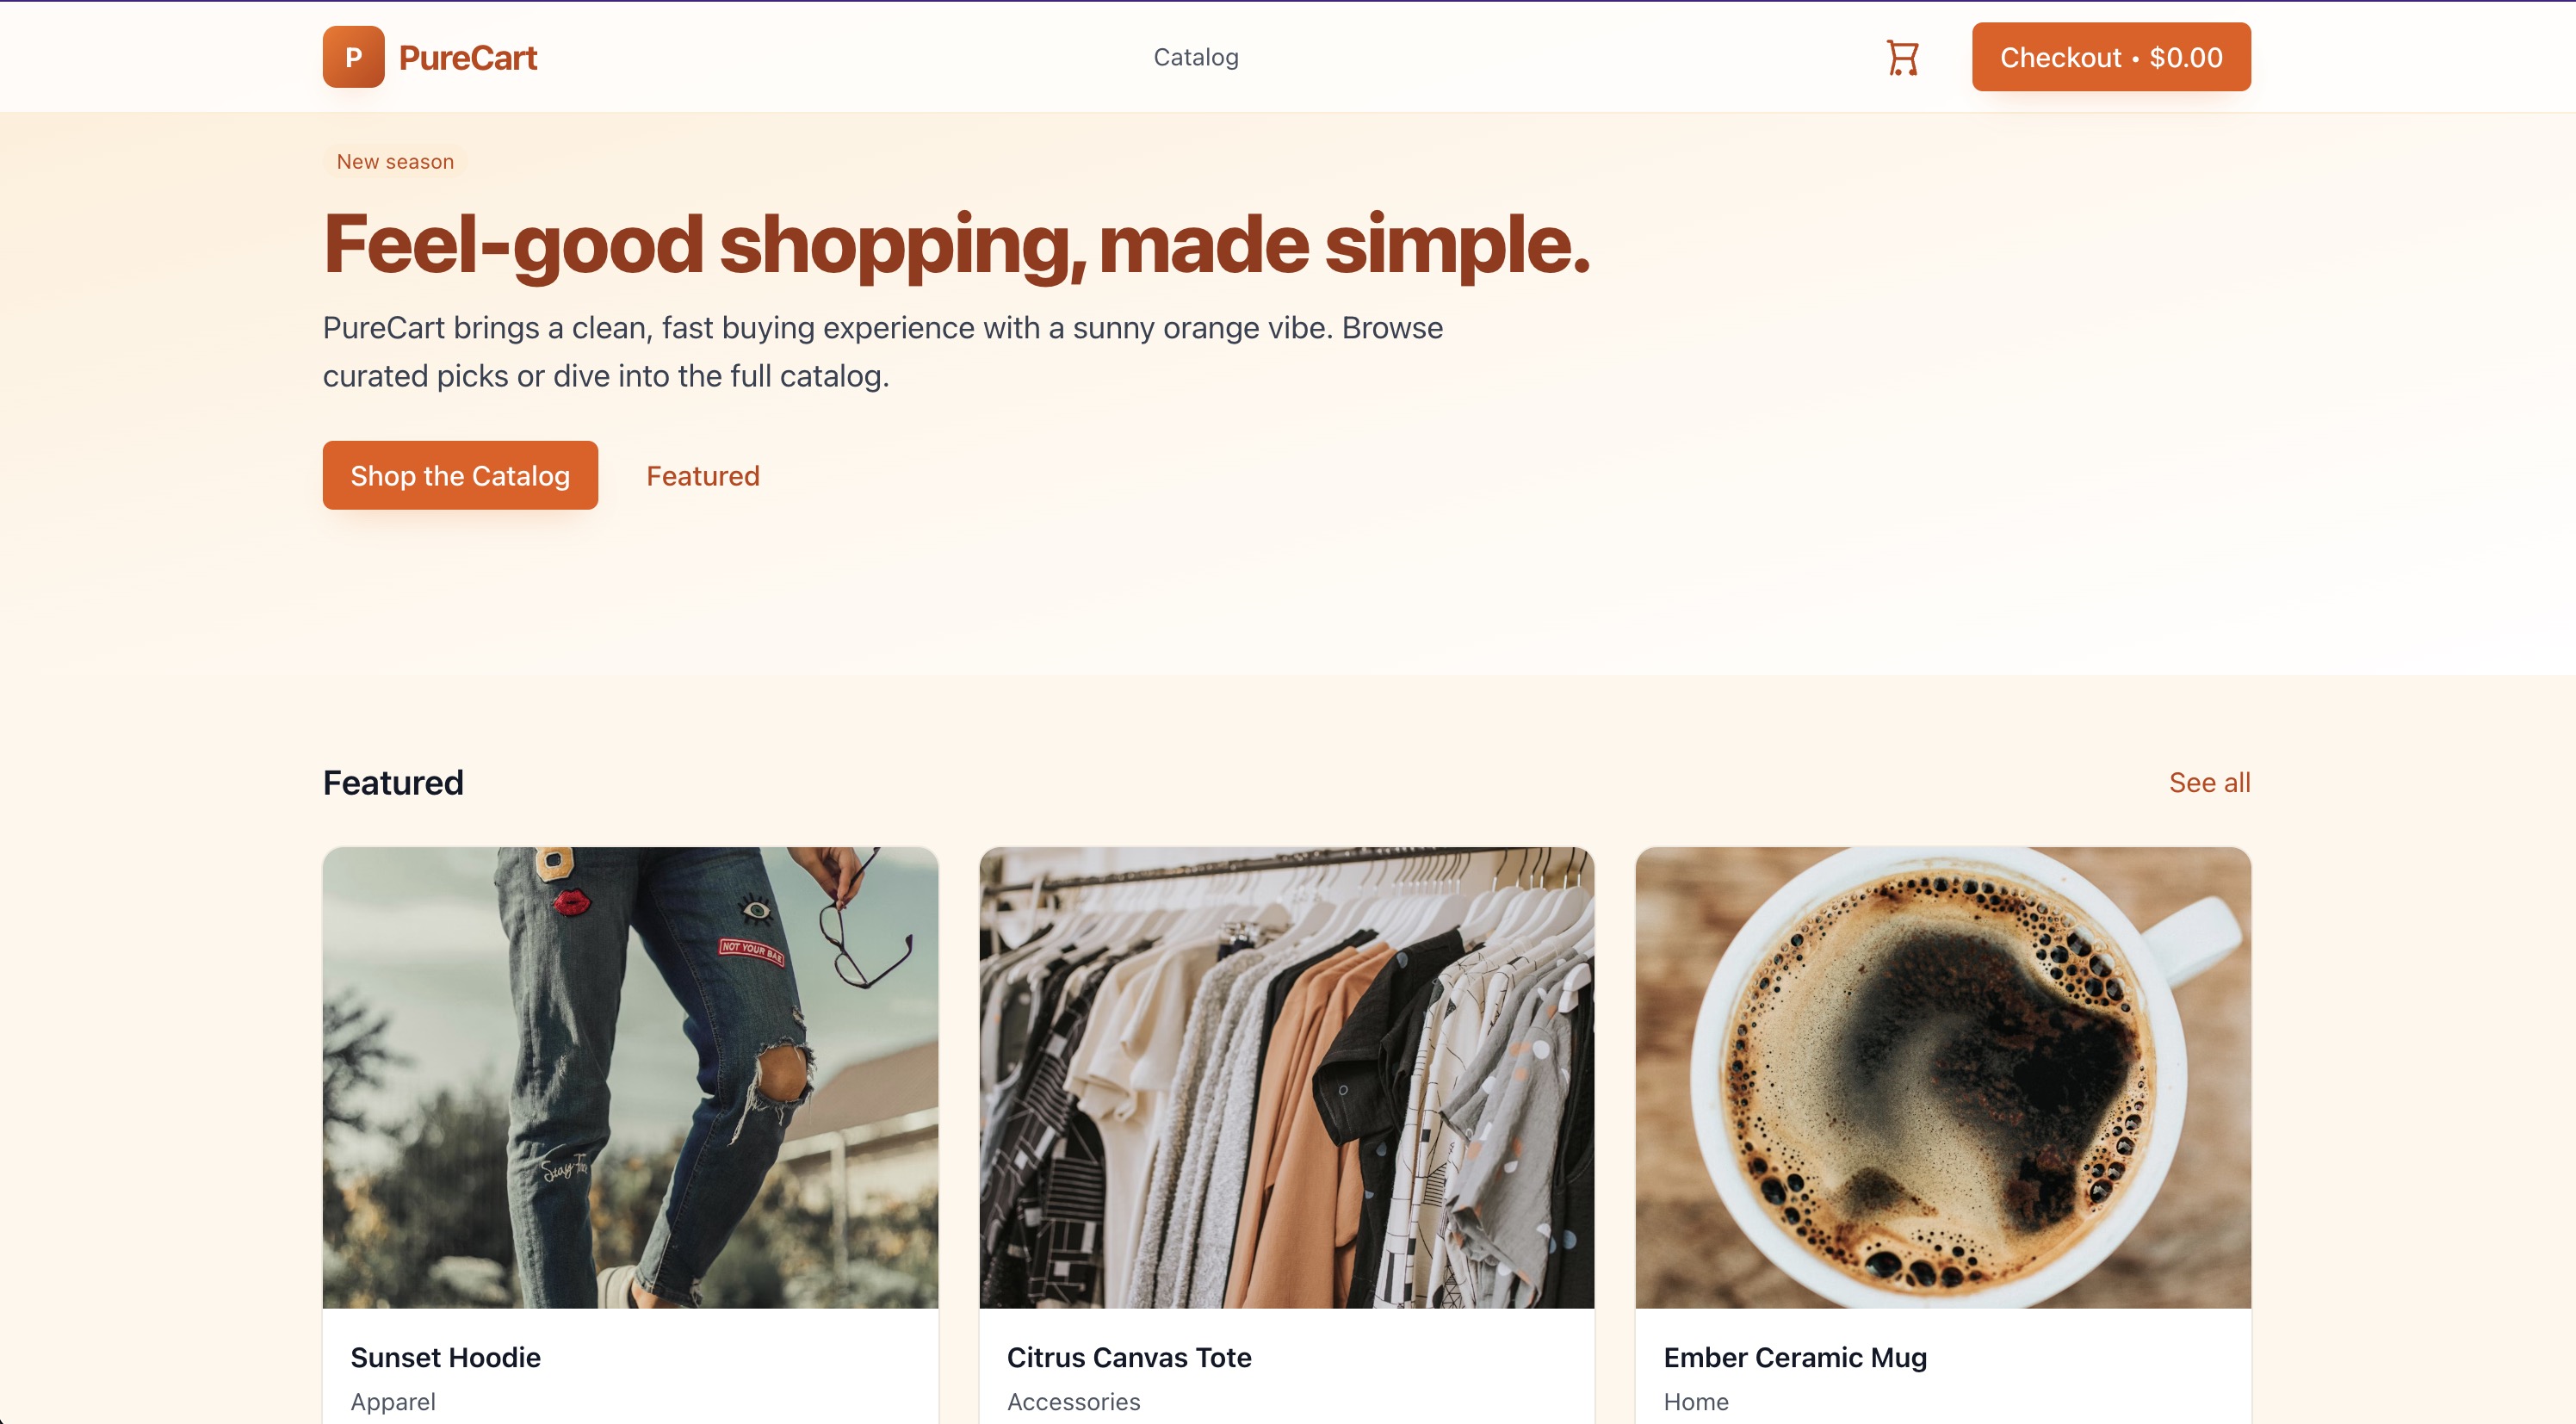 P PureCart
Catalog
Checkout • $0.00
New season
Feel-good shopping, made simple.
PureCart brings a clean, fast buying experience with a sunny orange vibe. Browse
curated picks or dive into the full catalog.
Shop the Catalog
Featured
Featured
See all
NOT YOUR BAE
Sunset Hoodie
Apparel
Citrus Canvas Tote
Accessories
Ember Ceramic Mug
Home